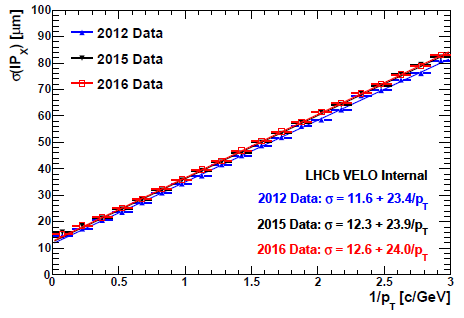 σ(IPₓ) [μm]
100
90
80
70
60
50
40
30
20
10
0
2012 Data
2015 Data
2016 Data
LHCb VELO Internal
2012 Data: σ = 11.6 + 23.4/p_T
2015 Data: σ = 12.3 + 23.9/p_T
2016 Data: σ = 12.6 + 24.0/p_T
0 0.5 1 1.5 2 2.5 3
1/p_T [c/GeV]